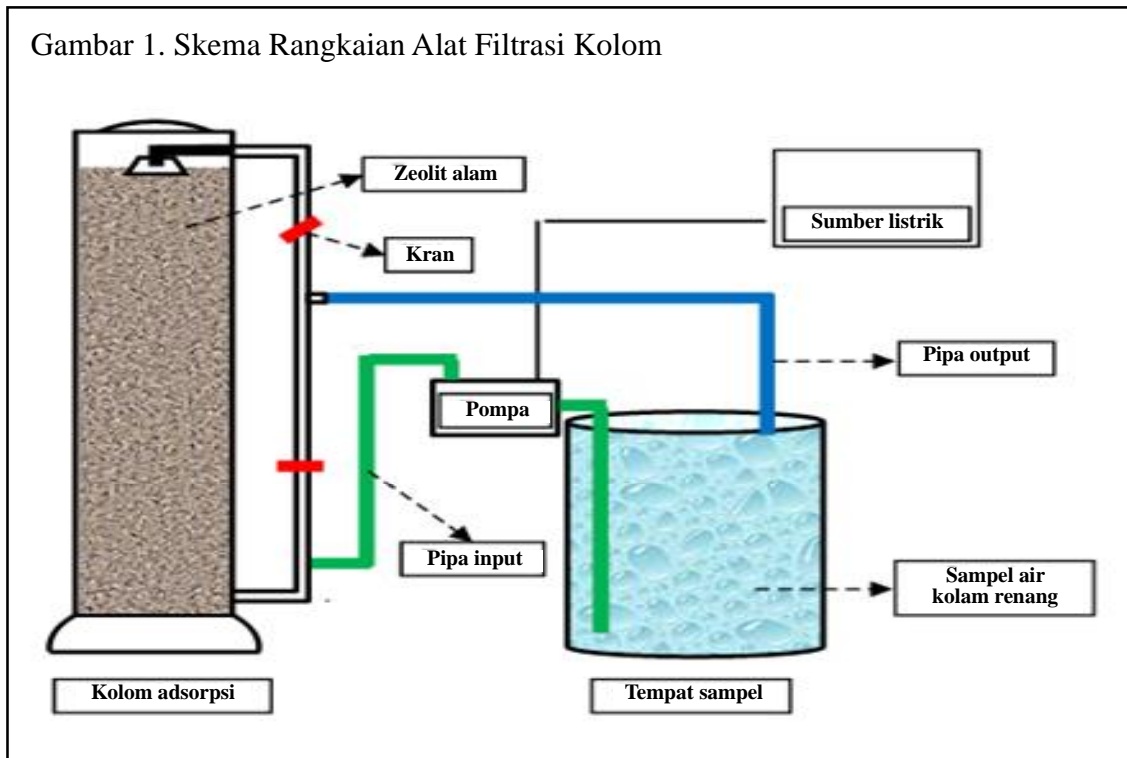 Gambar 1. Skema Rangkaian Alat Filtrasi Kolom
Zeolit alam
Sumber listrik
Kran
Pipa output
Pompa
Pipa input
Sampel air
kolam renang
Kolom adsorpsi
Tempat sampel